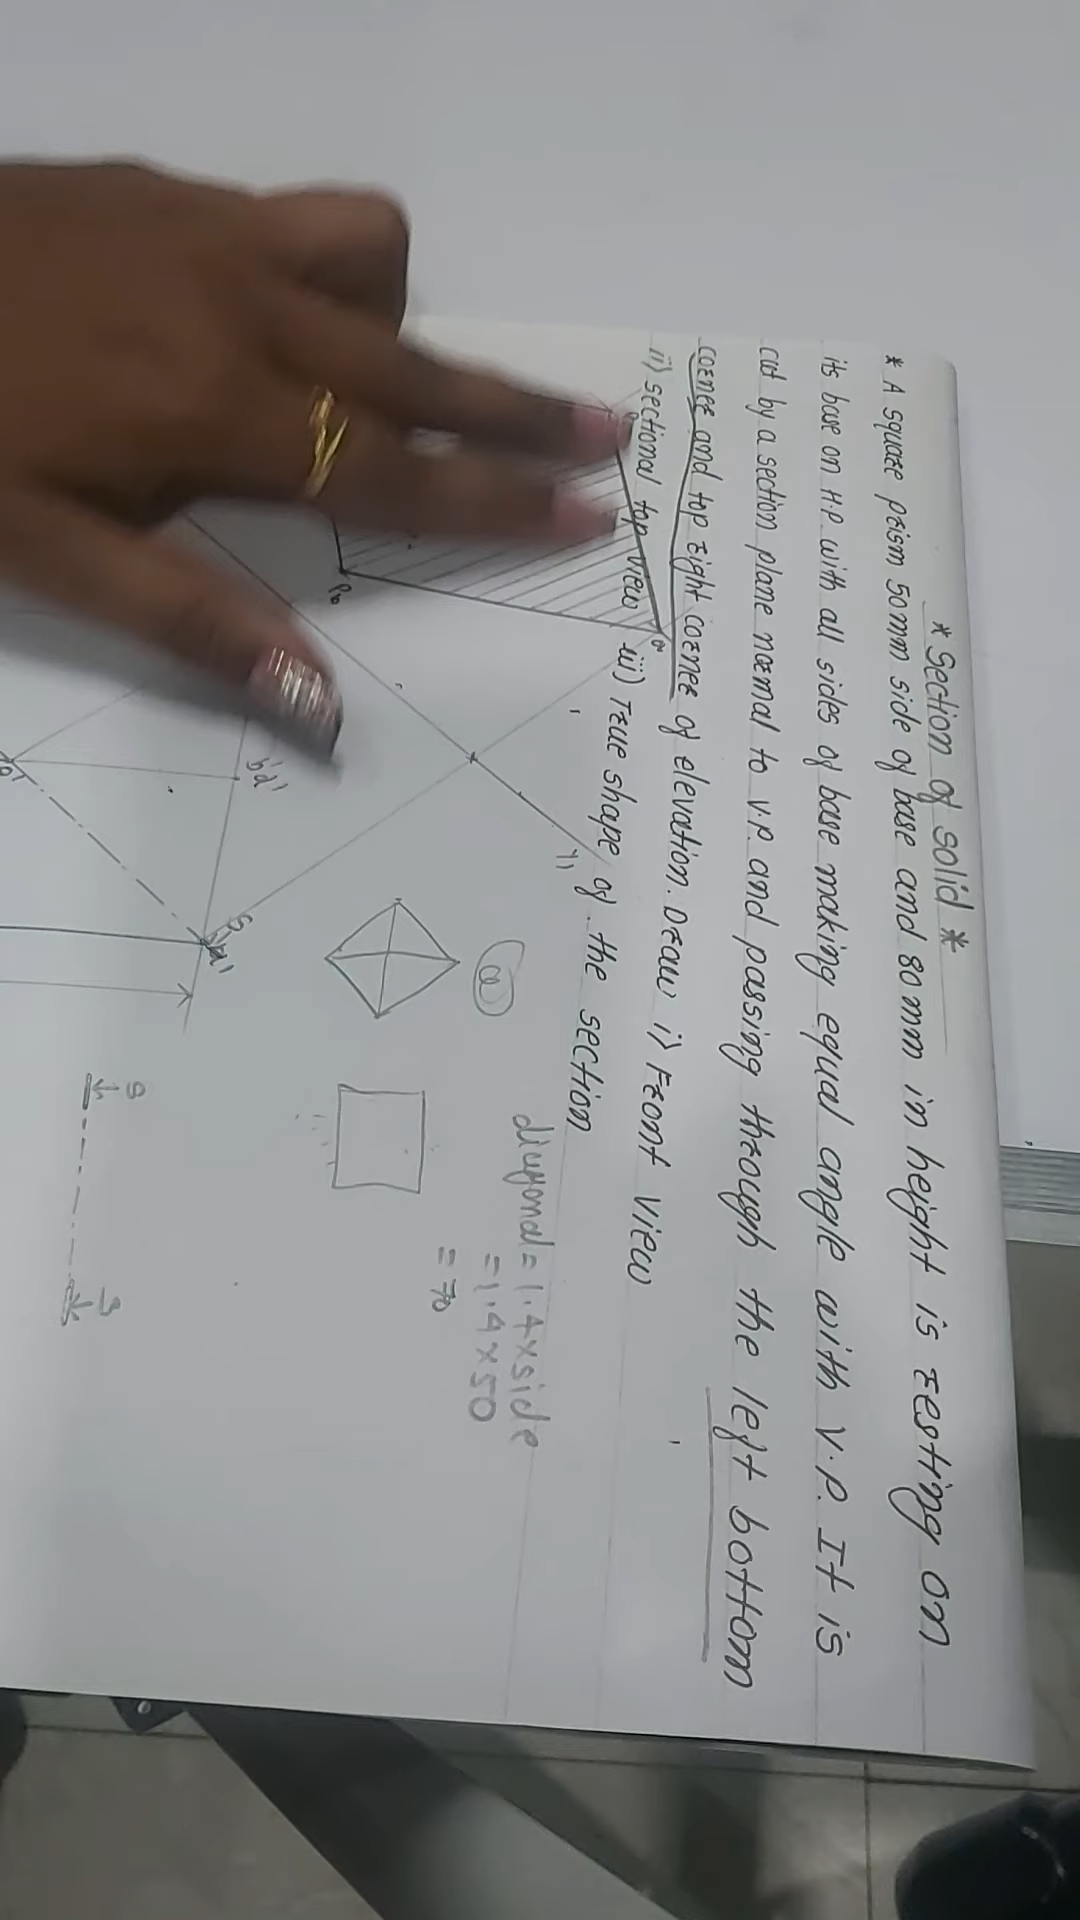 * Section of solid *
* A square prism 50mm side of base and 80mm in height is resting on
its base on H.P. with all sides of base making equal angle with V.P. It is
cut by a section plane normal to V.P. and passing through the left bottom
corner and top right corner of elevation. Draw i) Front view
ii) sectional top view iii) True shape of the section
diagonal = 1.4 x side
= 1.4 x 50
= 70